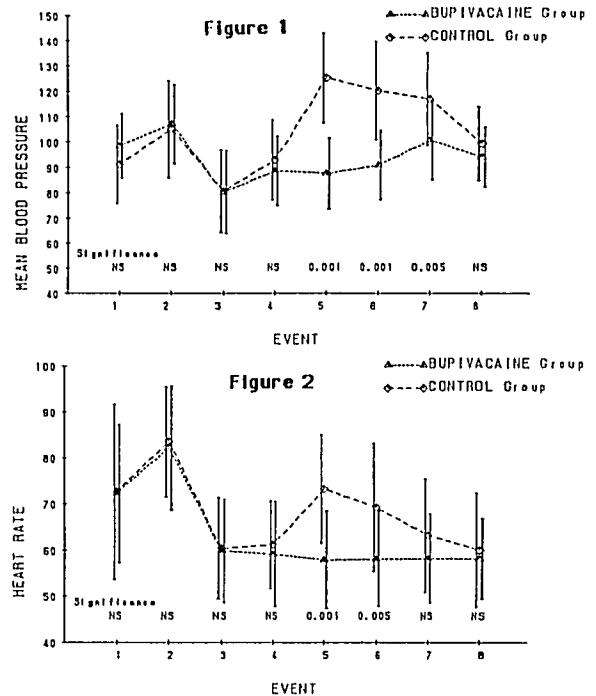 Figure 1
BUPIVACAINE Group
CONTROL Group
MEAN BLOOD PRESSURE
150
140
130
120
110
100
90
80
70
60
50
40
Significance
NS NS NS NS 0.001 0.001 0.005 NS
1 2 3 4 5 6 7 8
EVENT
Figure 2
BUPIVACAINE Group
CONTROL Group
HEART RATE
100
90
80
70
60
50
40
Significance
NS NS NS NS 0.001 0.005 NS NS
1 2 3 4 5 6 7 8
EVENT